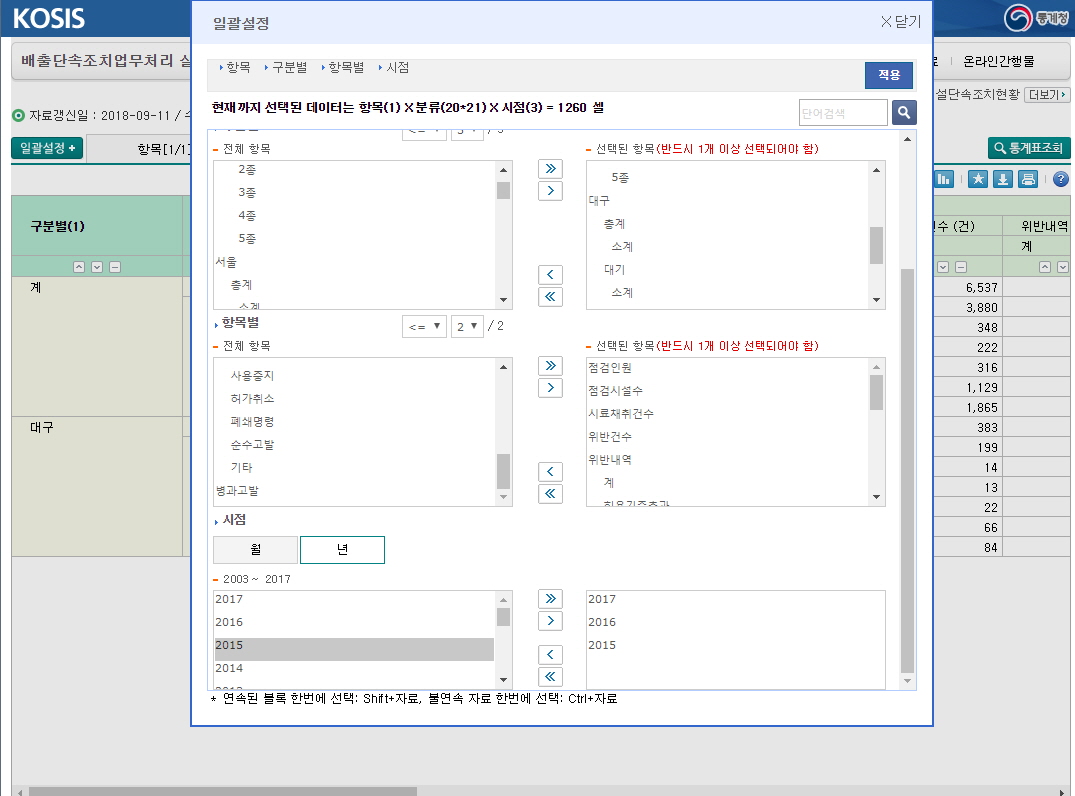 KOSIS
통계청
일괄설정
닫기
배출단속조치업무처리 실
온라인간행물
항목 구분별 항목별 시점
적용
현재까지 선택된 데이터는 항목(1) X 분류(20*21) X 시점(3) = 1260 셀
단어검색
자료갱신일 : 2018-09-11 / 수
설단속조치현황
더보기
일괄설정 +
항목[1/1]
통계표조회
전체 항목
선택된 항목(반드시 1개 이상 선택되어야 함)
2종
3종
4종
5종
서울
총계
소계
5종
대구
총계
소계
대기
소계
구분별(1)
수 (건)
위반내역
계
계
대구
6,537
3,880
348
222
316
1,129
1,865
383
199
14
13
22
66
84
항목별
<= 2 / 2
전체 항목
선택된 항목(반드시 1개 이상 선택되어야 함)
사용중지
허가취소
폐쇄명령
순수고발
기타
병과고발
점검인원
점검시설수
시료채취건수
위반건수
위반내역
계
허용기준초과
시점
월
년
2003 ~ 2017
2017
2016
2015
2014
2017
2016
2015
* 연속된 블록 한번에 선택: Shift+자료, 불연속 자료 한번에 선택: Ctrl+자료